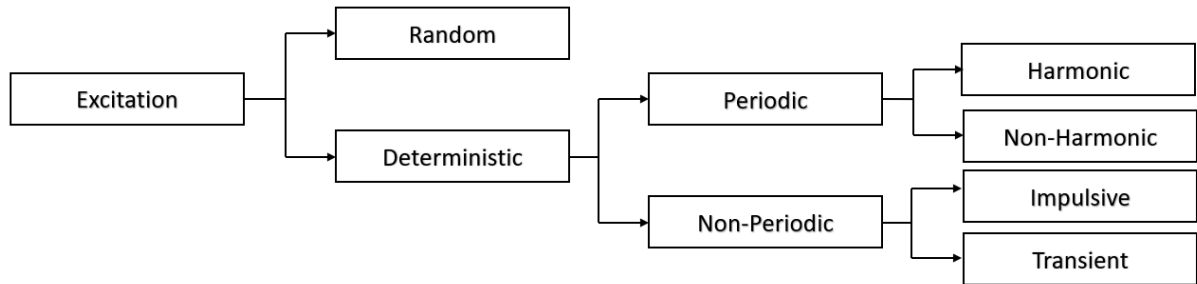 Random
Harmonic
Excitation
Periodic
Non-Harmonic
Deterministic
Impulsive
Non-Periodic
Transient